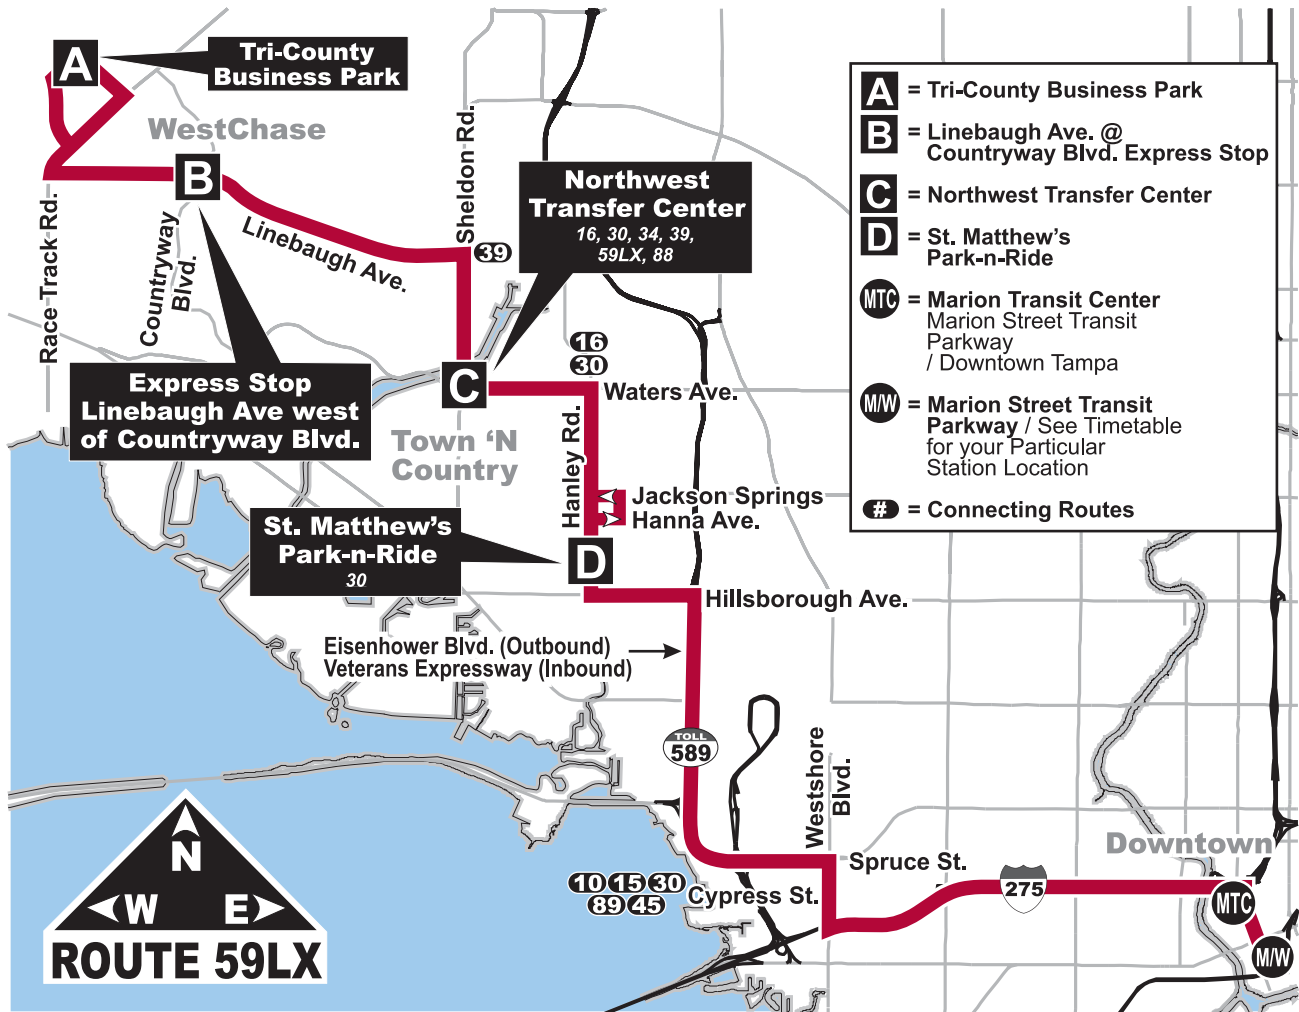 A
Tri-County
Business Park
WestChase
B
Race Track Rd.
Countryway
Blvd.
Linebaugh Ave.
Sheldon Rd.
39
Northwest
Transfer Center
16, 30, 34, 39,
59LX, 88
Express Stop
Linebaugh Ave west
of Countryway Blvd.
C
16
30
Waters Ave.
Town ‘N
Country
Hanley Rd.
Jackson Springs
Hanna Ave.
St. Matthew’s
Park-n-Ride
30
D
Hillsborough Ave.
Eisenhower Blvd. (Outbound)
Veterans Expressway (Inbound)
TOLL
589
Westshore
Blvd.
Spruce St.
10 15 30
89 45
Cypress St.
275
Downtown
MTC
M/W
N
W E
ROUTE 59LX
A = Tri-County Business Park
B = Linebaugh Ave. @
Countryway Blvd. Express Stop
C = Northwest Transfer Center
D = St. Matthew’s
Park-n-Ride
MTC = Marion Transit Center
Marion Street Transit
Parkway
/ Downtown Tampa
M/W = Marion Street Transit
Parkway / See Timetable
for your Particular
Station Location
# = Connecting Routes